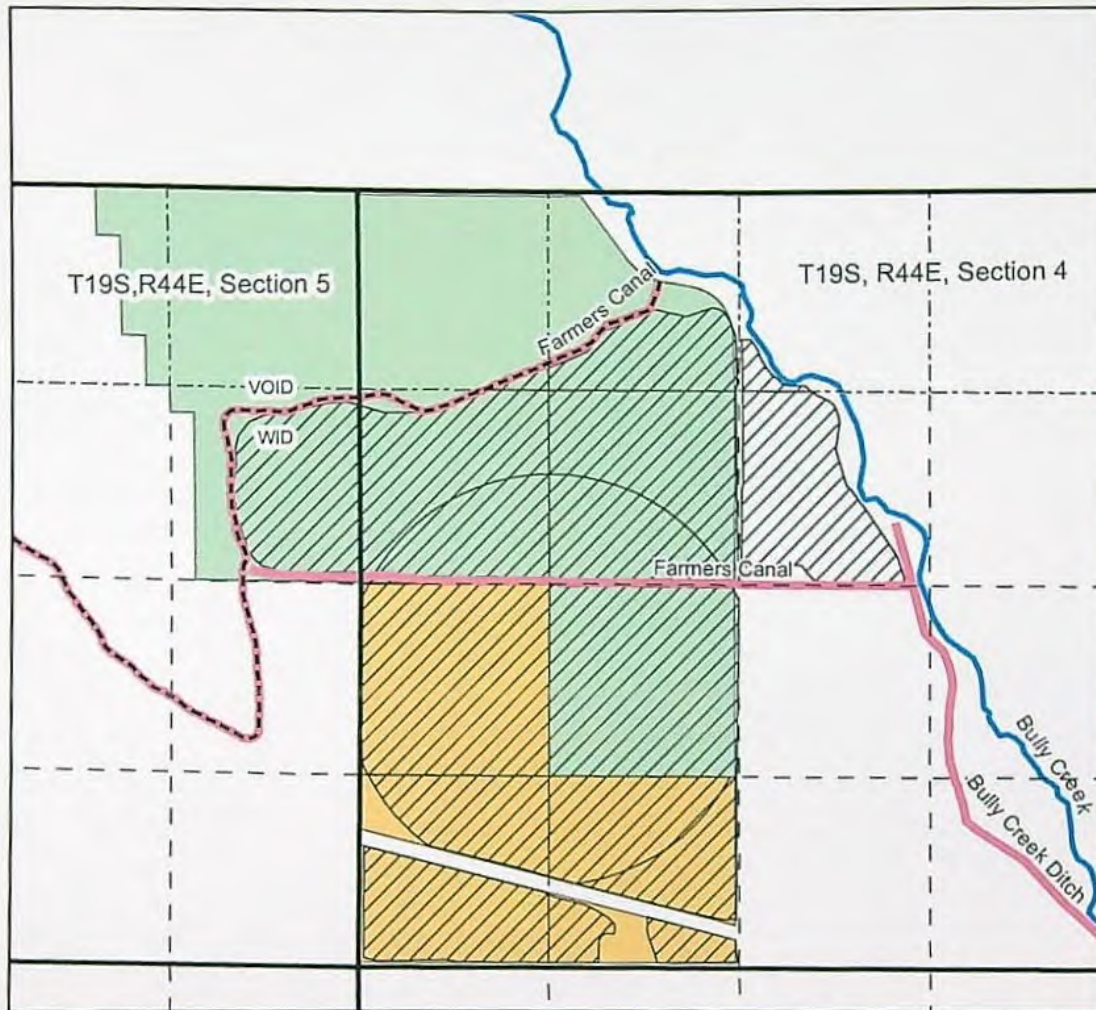 T19S,R44E, Section 5
T19S, R44E, Section 4
Farmers Canal
VOID
WID
Farmers Canal
Bully Creek
Bully Creek Ditch